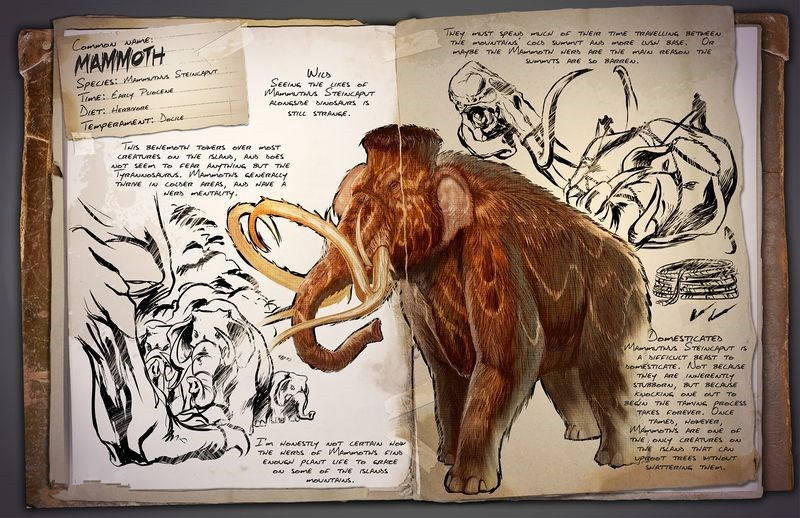 Common name:
MAMMOTH
Species: Mammuthus Steincaput
Time: Early Pliocene
Diet: Herbivore
Temperament: Docile
Wild
Seeing the likes of
Mammuthus Steincaput
alongside dinosaurs is
still strange.
This behemoth towers over most
creatures on the island, and does
not seem to fear anything but the
Tyrannosaurus. Mammoths generally
thrive in colder areas, and have a
herd mentality.
I'm honestly not certain how
the herds of Mammoths find
enough plant life to graze
on some of the islands
mountains.
They must spend much of their time travelling between
the mountains' cold summit and more lush base. Or
maybe the Mammoth herd are the main reason the
summits are so barren.
Domesticated
Mammuthus Steincaput is
a difficult beast to
domesticate. Not because
they are inherently
stubborn, but because
knocking one out to
begin the taming process
takes forever. Once
tamed, however,
Mammoths are one of
the only creatures on
the island that can
uproot trees without
shattering them.